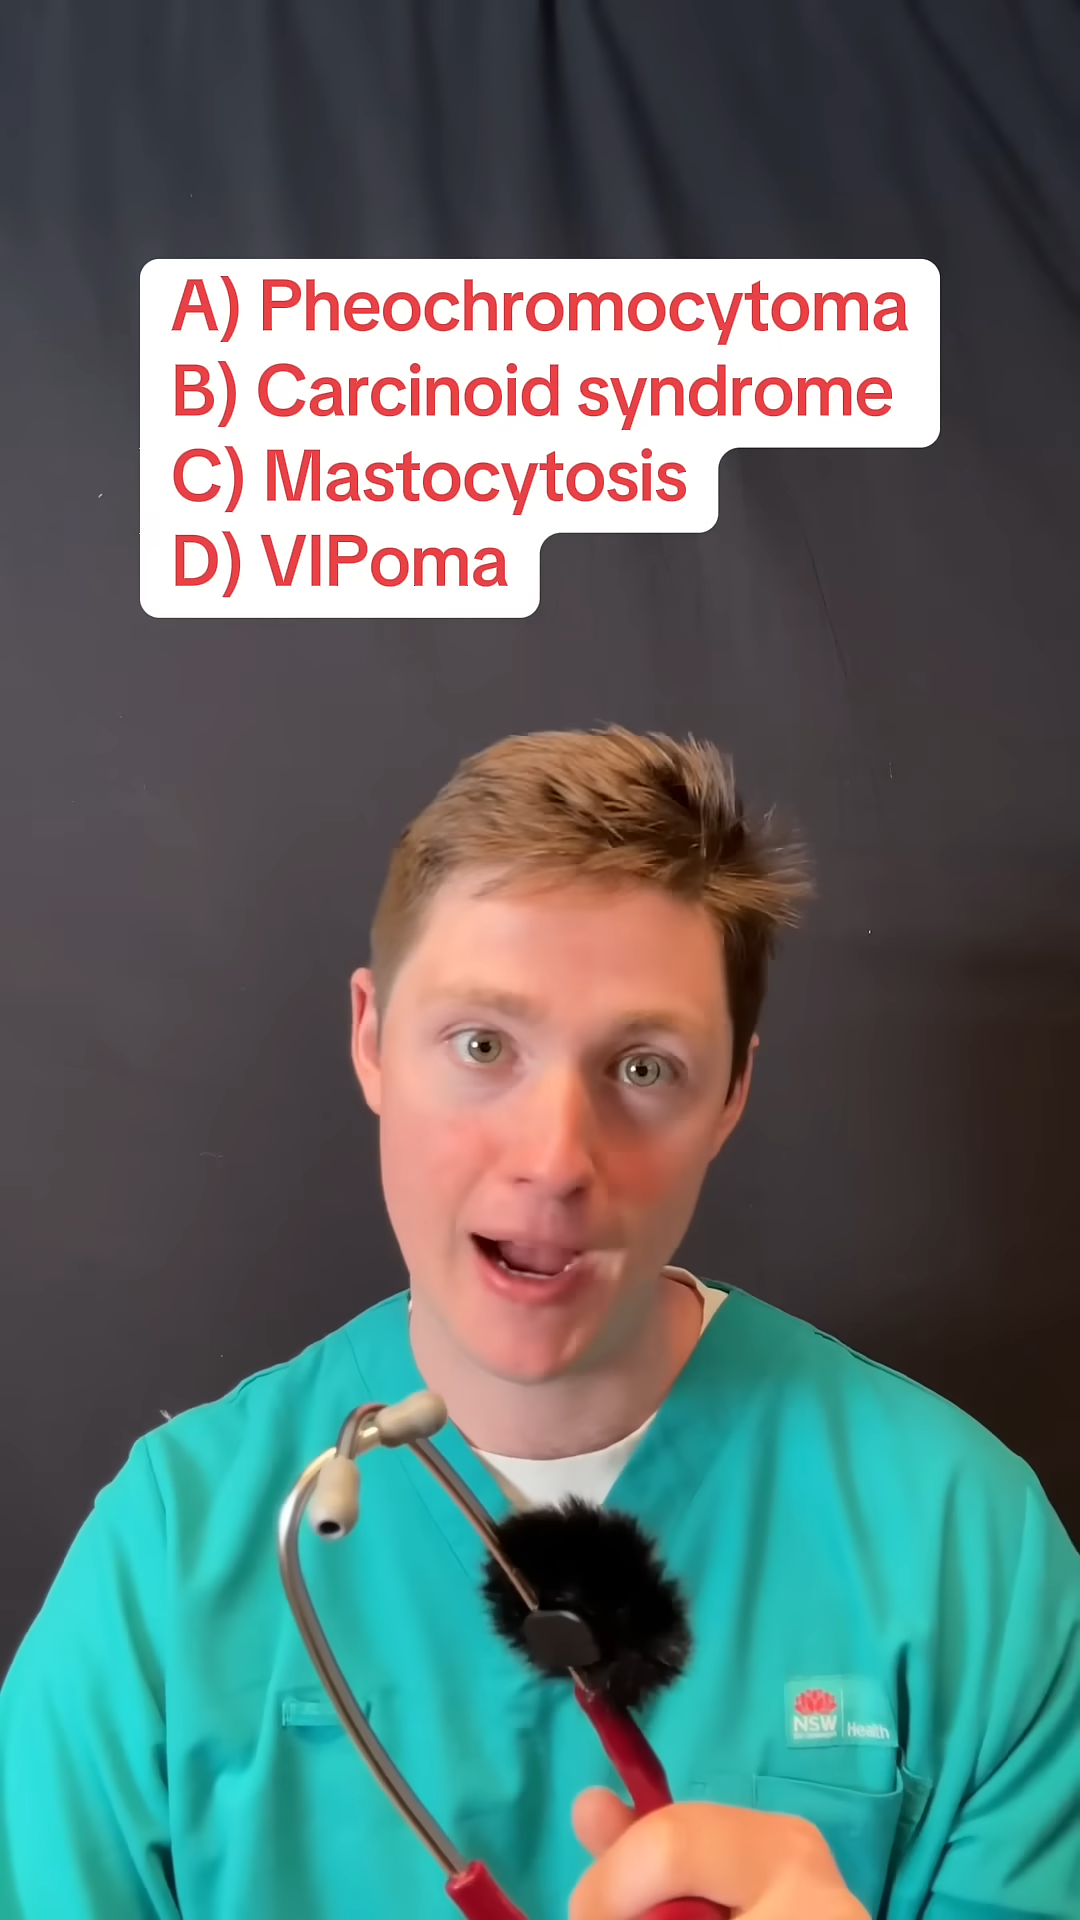 A) Pheochromocytoma
B) Carcinoid syndrome
C) Mastocytosis
D) VIPoma
NSW
Health